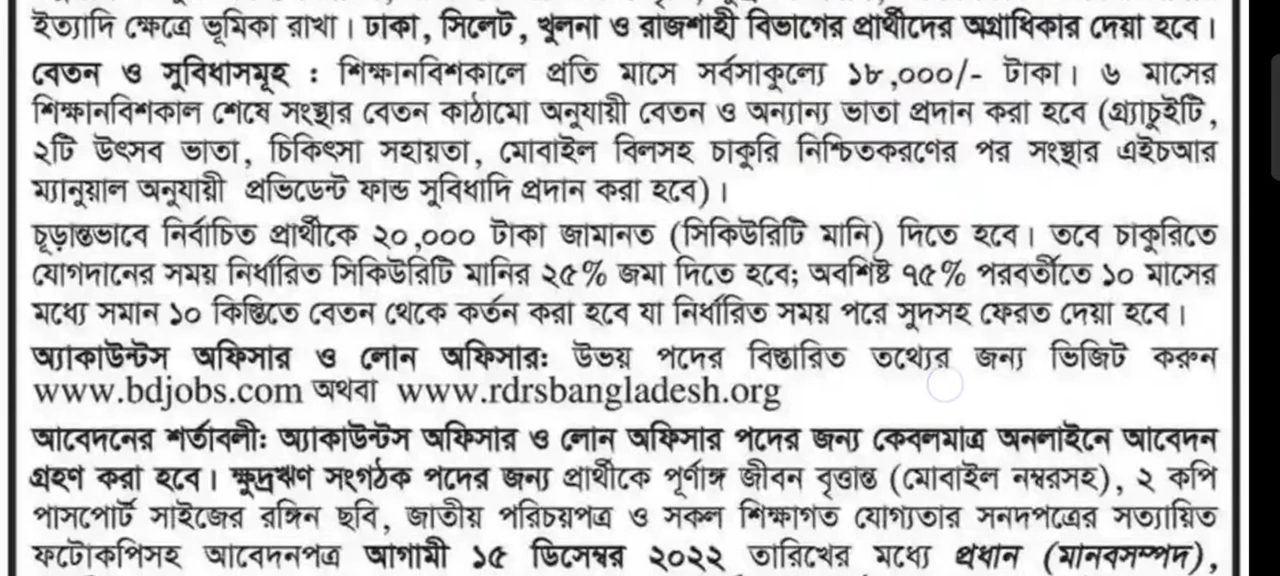 ইত্যাদি ক্ষেত্রে ভূমিকা রাখা। ঢাকা, সিলেট, খুলনা ও রাজশাহী বিভাগের প্রার্থীদের অগ্রাধিকার দেয়া হবে।
বেতন ও সুবিধাসমূহ : শিক্ষানবিশকালে প্রতি মাসে সর্বসাকুল্যে ১৮,০০০/- টাকা। ৬ মাসের
শিক্ষানবিশকাল শেষে সংস্থার বেতন কাঠামো অনুযায়ী বেতন ও অন্যান্য ভাতা প্রদান করা হবে (গ্র্যাচুইটি,
২টি উৎসব ভাতা, চিকিৎসা সহায়তা, মোবাইল বিলসহ চাকুরি নিশ্চিতকরণের পর সংস্থার এইচআর
ম্যানুয়াল অনুযায়ী প্রভিডেন্ট ফান্ড সুবিধাদি প্রদান করা হবে)।
চূড়ান্তভাবে নির্বাচিত প্রার্থীকে ২০,০০০ টাকা জামানত (সিকিউরিটি মানি) দিতে হবে। তবে চাকুরিতে
যোগদানের সময় নির্ধারিত সিকিউরিটি মানির ২৫% জমা দিতে হবে; অবশিষ্ট ৭৫% পরবর্তীতে ১০ মাসের
মধ্যে সমান ১০ কিস্তিতে বেতন থেকে কর্তন করা হবে যা নির্ধারিত সময় পরে সুদসহ ফেরত দেয়া হবে।
অ্যাকাউন্টস অফিসার ও লোন অফিসার: উভয় পদের বিস্তারিত তথ্যের জন্য ভিজিট করুন
www.bdjobs.com অথবা www.rdrsbangladesh.org
আবেদনের শর্তাবলী: অ্যাকাউন্টস অফিসার ও লোন অফিসার পদের জন্য কেবলমাত্র অনলাইনে আবেদন
গ্রহণ করা হবে। ক্ষুদ্রঋণ সংগঠক পদের জন্য প্রার্থীকে পূর্ণাঙ্গ জীবন বৃত্তান্ত (মোবাইল নম্বরসহ), ২ কপি
পাসপোর্ট সাইজের রঙ্গিন ছবি, জাতীয় পরিচয়পত্র ও সকল শিক্ষাগত যোগ্যতার সনদপত্রের সত্যায়িত
ফটোকপিসহ আবেদনপত্র আগামী ১৫ ডিসেম্বর ২০২২ তারিখের মধ্যে প্রধান (মানবসম্পদ),